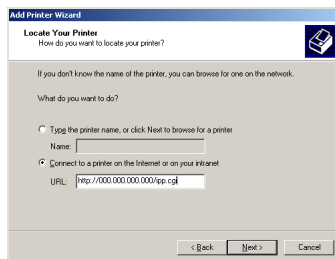 Add Printer Wizard
Locate Your Printer
How do you want to locate your printer?
If you don't know the name of the printer, you can browse for one on the network.
What do you want to do?
Type the printer name, or click Next to browse for a printer
Name:
Connect to a printer on the Internet or on your intranet
URL: http://000.000.000.000/ipp.cgi
< Back Next > Cancel